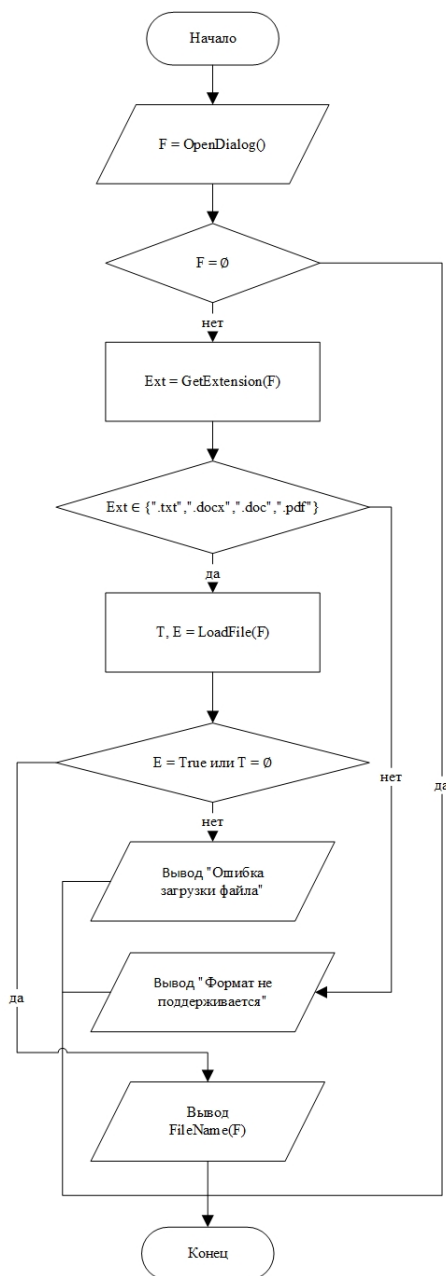 Начало
F = OpenDialog()
F = Ø
нет
Ext = GetExtension(F)
Ext ∈ {".txt",".docx",".doc",".pdf"}
да
T, E = LoadFile(F)
E = True или T = Ø
нет
да
нет
Вывод "Ошибка
загрузки файла"
Вывод "Формат не
поддерживается"
да
Вывод
FileName(F)
Конец